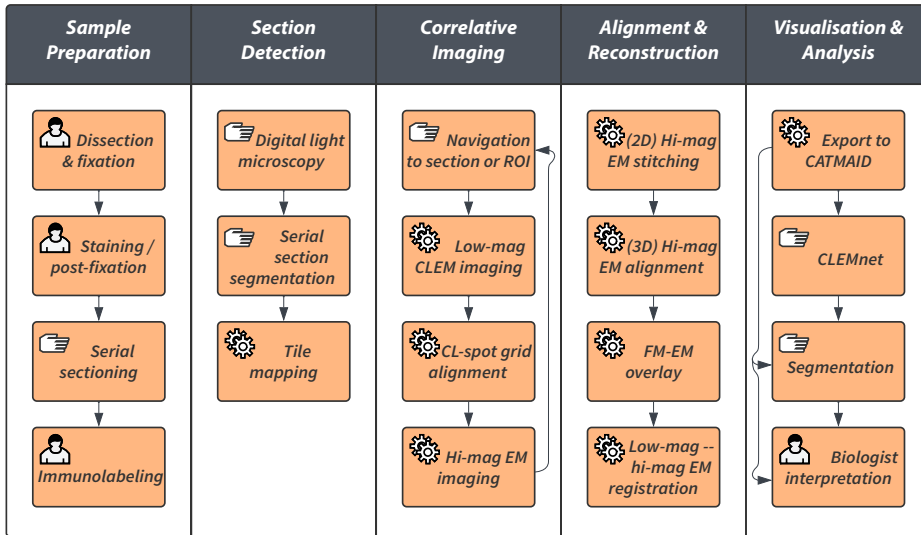 Sample
Preparation
Section
Detection
Correlative
Imaging
Alignment &
Reconstruction
Visualisation
& Analysis
Dissection
& fixation
Staining /
post-fixation
Serial
sectioning
Immunolabeling
Digital light
microscopy
Serial
section
segmentation
Tile
mapping
Navigation
to section or ROI
Low-mag
CLEM imaging
CL-spot grid
alignment
Hi-mag EM
imaging
(2D) Hi-mag
EM stitching
(3D) Hi-mag
EM alignment
FM-EM
overlay
Low-mag --
hi-mag EM
registration
Export to
CATMAID
CLEMnet
Segmentation
Biologist
interpretation